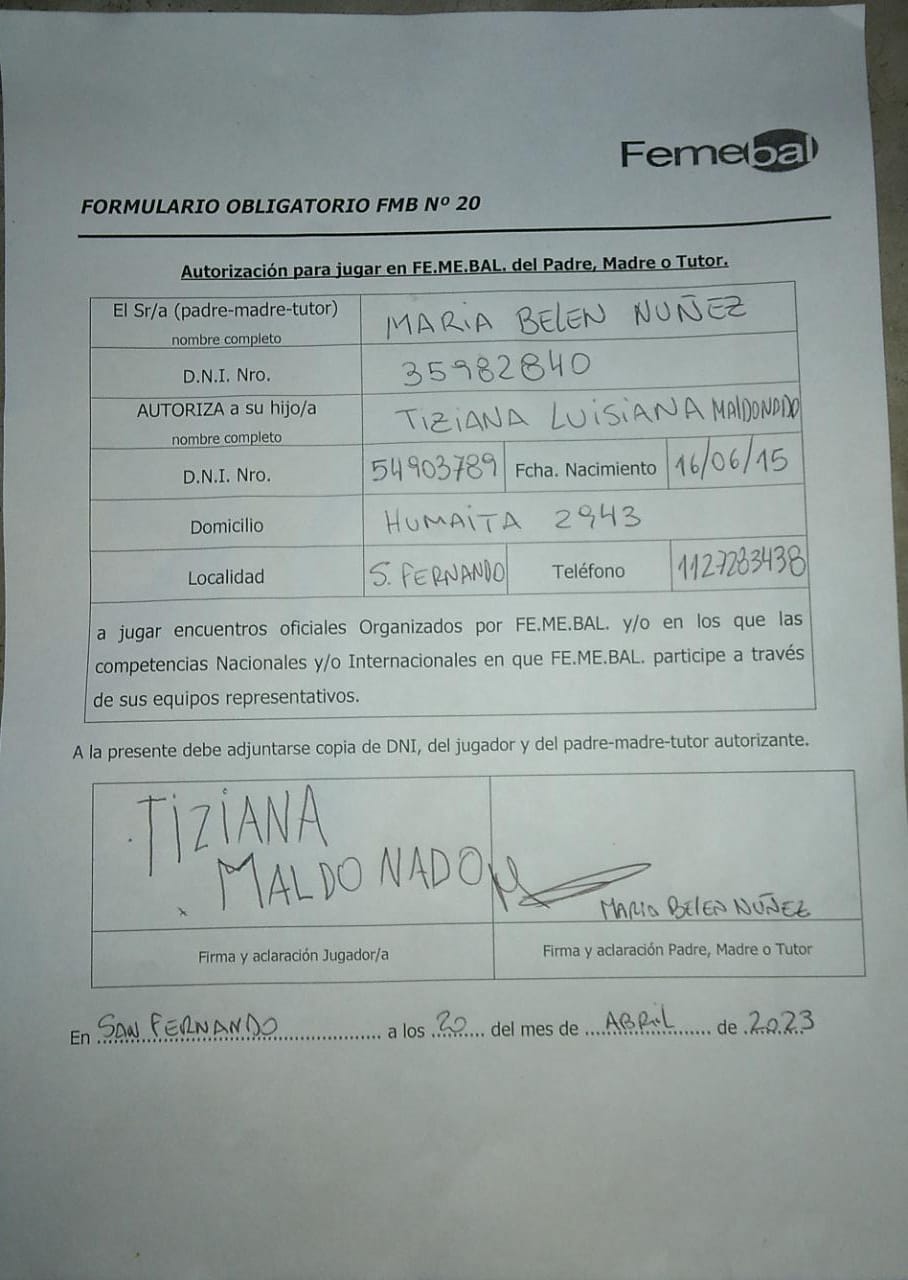 Femebal
FORMULARIO OBLIGATORIO FMB Nº 20
Autorización para jugar en FE.ME.BAL. del Padre, Madre o Tutor.
El Sr/a (padre-madre-tutor)
nombre completo
MARIA BELEN NUÑEZ
D.N.I. Nro.
35982840
AUTORIZA a su hijo/a
nombre completo
TIZIANA LUISIANA MALDONADO
D.N.I. Nro.
54903789
Fcha. Nacimiento
16/06/15
Domicilio
HUMAITA 2943
Localidad
S. FERNANDO
Teléfono
1127283438
a jugar encuentros oficiales Organizados por FE.ME.BAL. y/o en los que las
competencias Nacionales y/o Internacionales en que FE.ME.BAL. participe a través
de sus equipos representativos.
A la presente debe adjuntarse copia de DNI, del jugador y del padre-madre-tutor autorizante.
TIZIANA
MALDONADO
MARIA BELEN NUÑEZ
Firma y aclaración Jugador/a
Firma y aclaración Padre, Madre o Tutor
En SAN FERNANDO a los 20 del mes de ABRIL de 2023